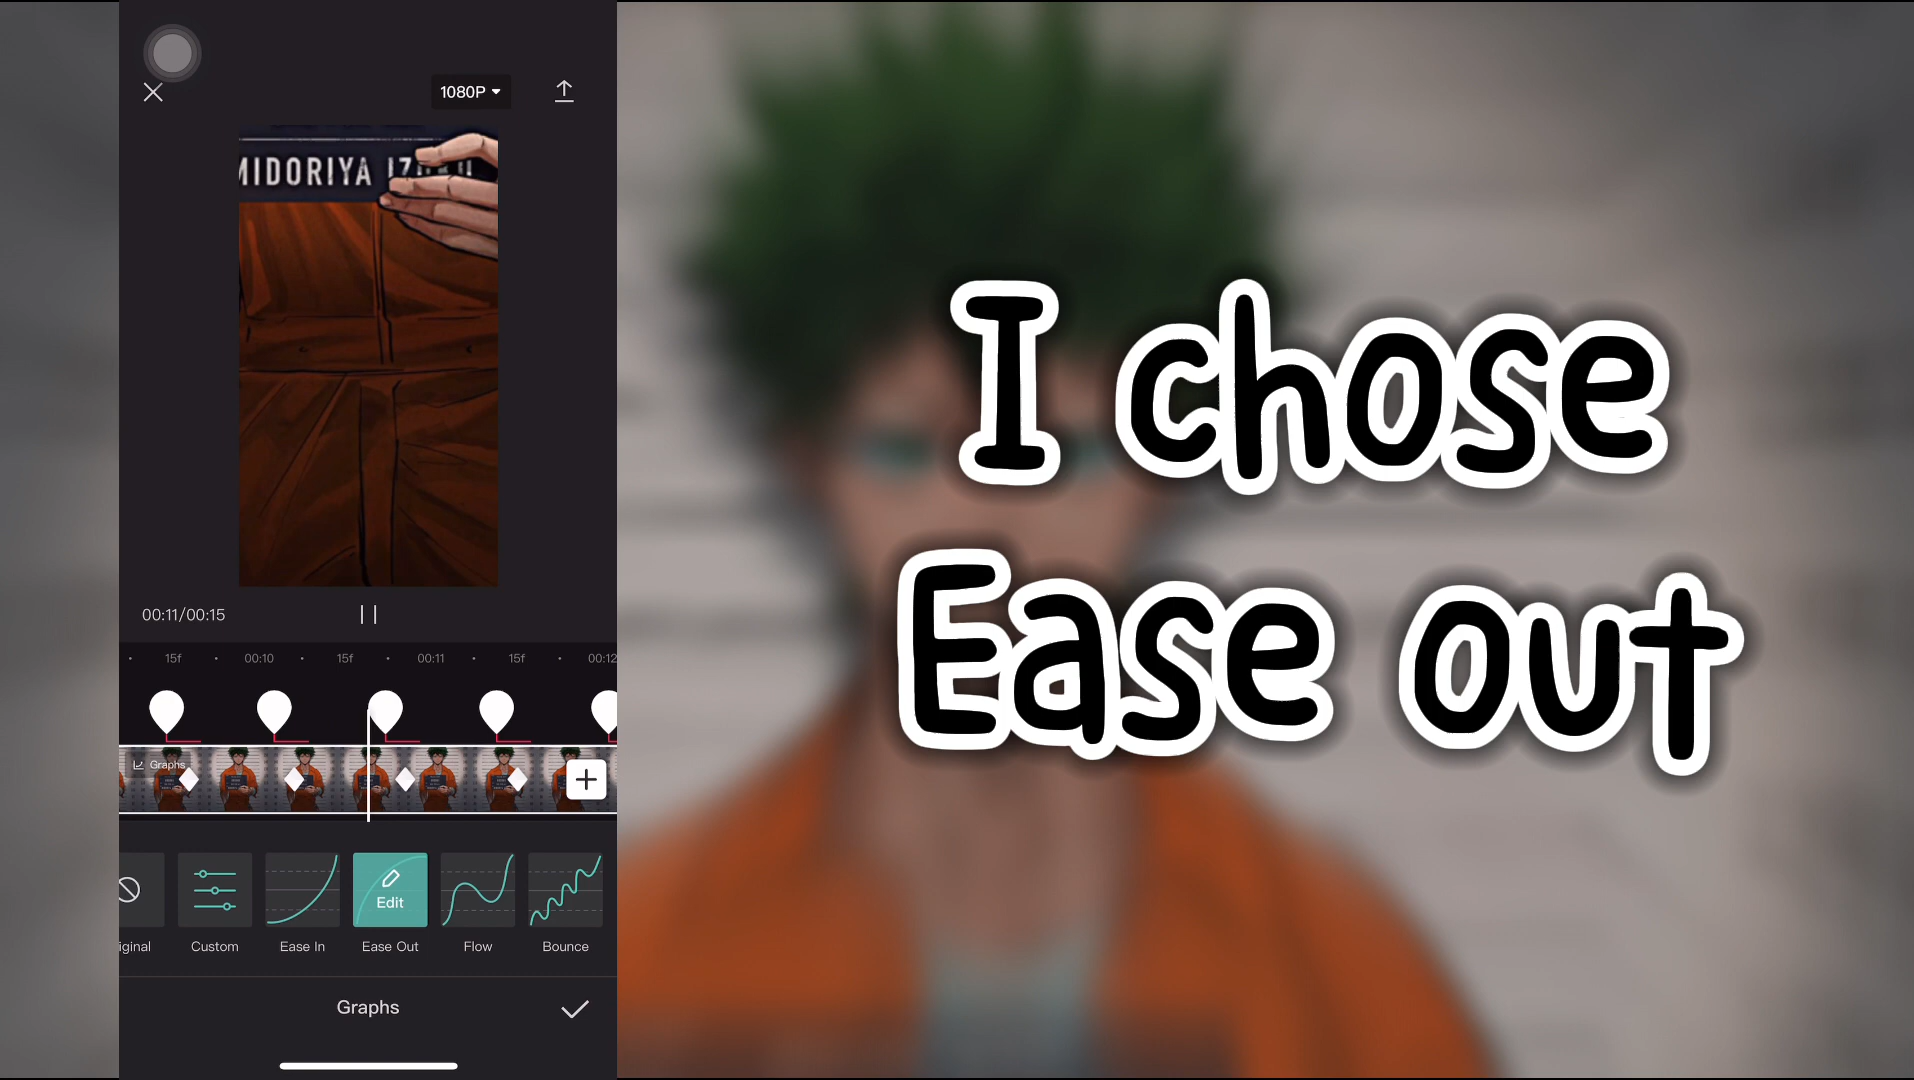 1080P
MIDORIYA
00:11/00:15
15f
00:10
15f
00:11
15f
00:12
Graphs
Edit
iginal
Custom
Ease In
Ease Out
Flow
Bounce
Graphs
I chose
Ease out